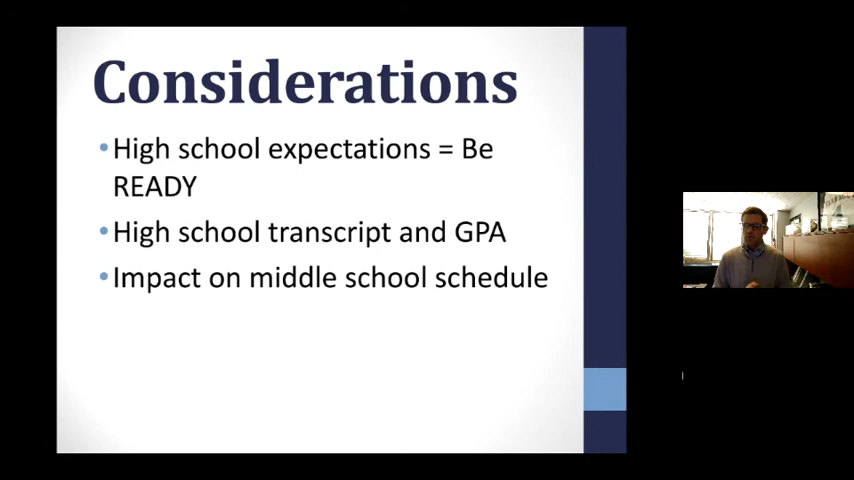 Considerations
•High school expectations = Be
READY
•High school transcript and GPA
•Impact on middle school schedule